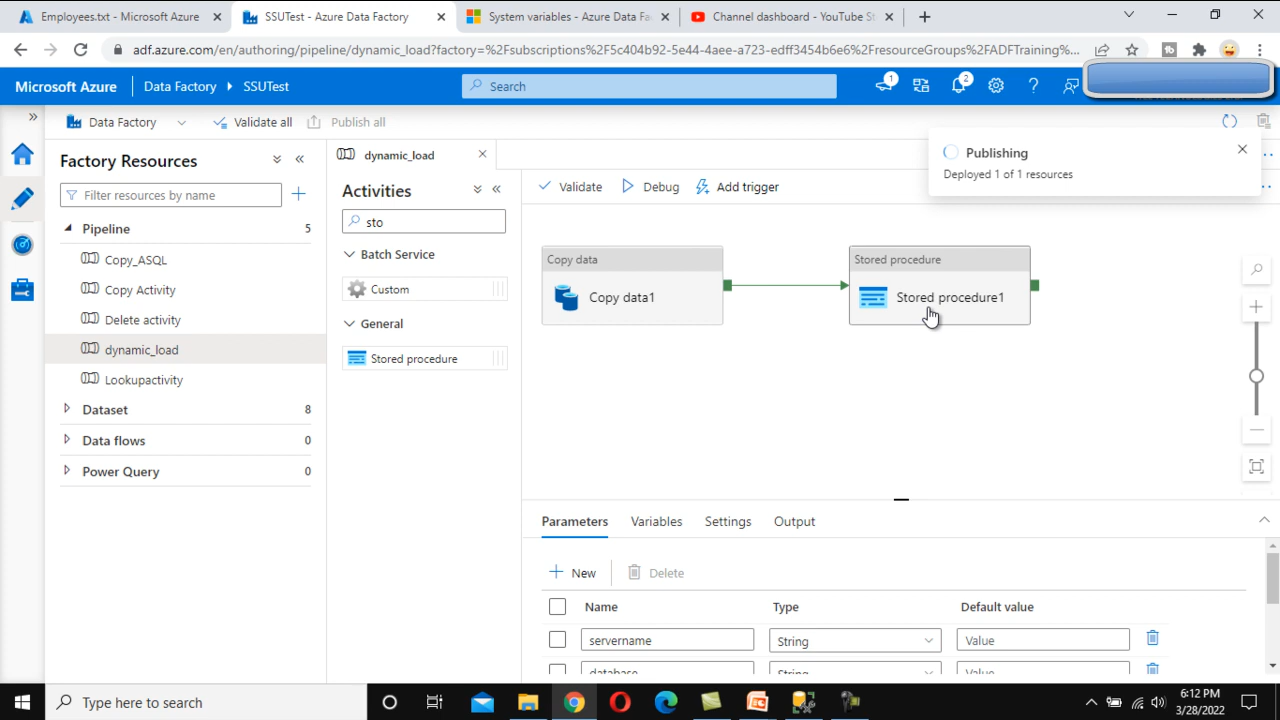 Employees.txt - Microsoft Azure
SSUTest - Azure Data Factory
System variables - Azure Data Fa
Channel dashboard - YouTube St
adf.azure.com/en/authoring/pipeline/dynamic_load?factory=%2Fsubscriptions%2F5c404b92-5e44-4aee-a723-edff3454b6e6%2FresourceGroups%2FADFTraining%...
Microsoft Azure
Data Factory
SSUTest
Search
1
2
Data Factory
Validate all
Publish all
Publishing
Deployed 1 of 1 resources
Factory Resources
Filter resources by name
Pipeline
5
Copy_ASQL
Copy Activity
Delete activity
dynamic_load
Lookupactivity
Dataset
8
Data flows
0
Power Query
0
dynamic_load
Activities
sto
Batch Service
Custom
General
Stored procedure
Validate
Debug
Add trigger
Copy data
Copy data1
Stored procedure
Stored procedure1
Parameters
Variables
Settings
Output
New
Delete
Name
Type
Default value
servername
String
Value
database
String
Value
Type here to search
6:12 PM
3/28/2022